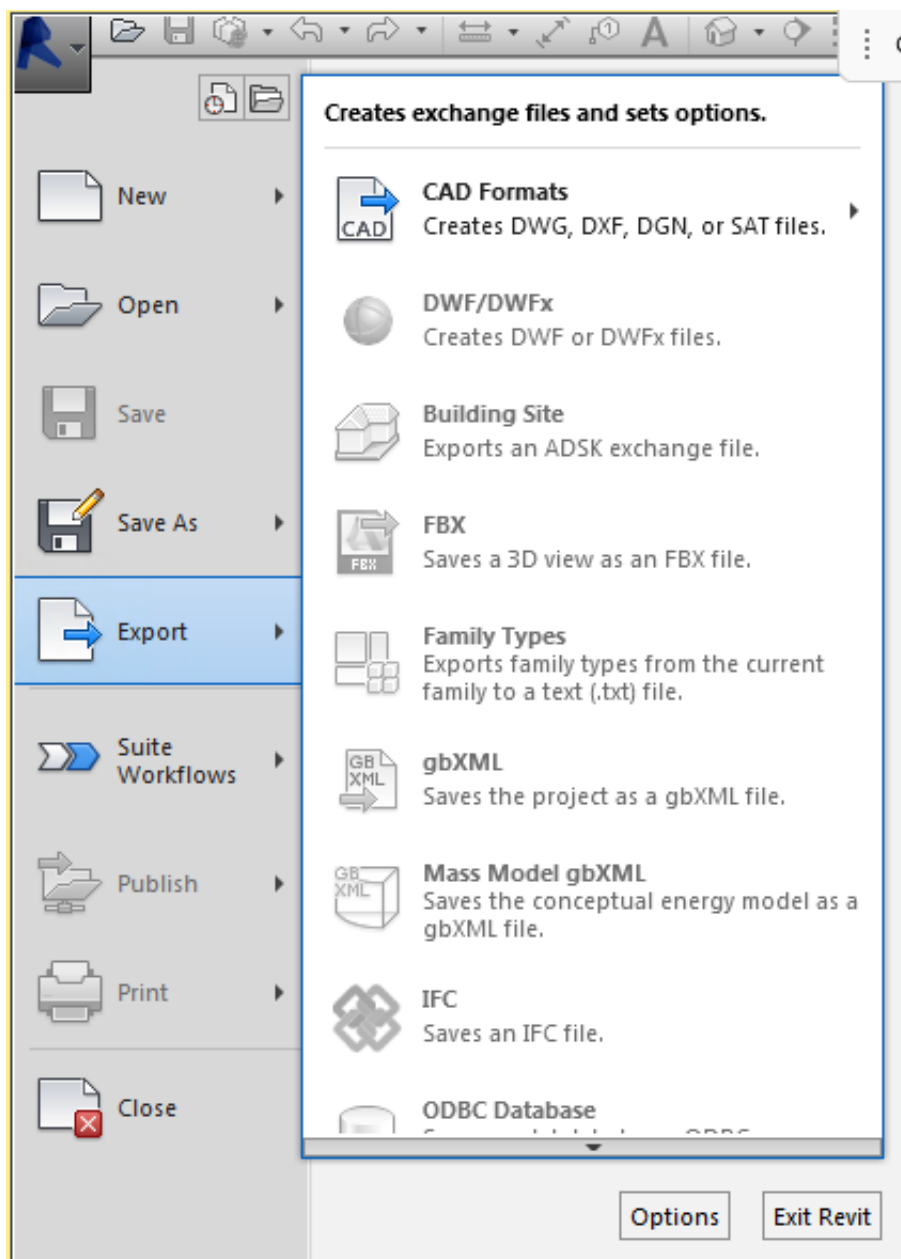 Creates exchange files and sets options.
New
Open
Save
Save As
Export
Suite
Workflows
Publish
Print
Close
CAD
CAD Formats
Creates DWG, DXF, DGN, or SAT files.
DWF/DWFx
Creates DWF or DWFx files.
Building Site
Exports an ADSK exchange file.
FBX
FBX
Saves a 3D view as an FBX file.
Family Types
Exports family types from the current
family to a text (.txt) file.
GB
XML
gbXML
Saves the project as a gbXML file.
GB
XML
Mass Model gbXML
Saves the conceptual energy model as a
gbXML file.
IFC
Saves an IFC file.
ODBC Database
Options
Exit Revit